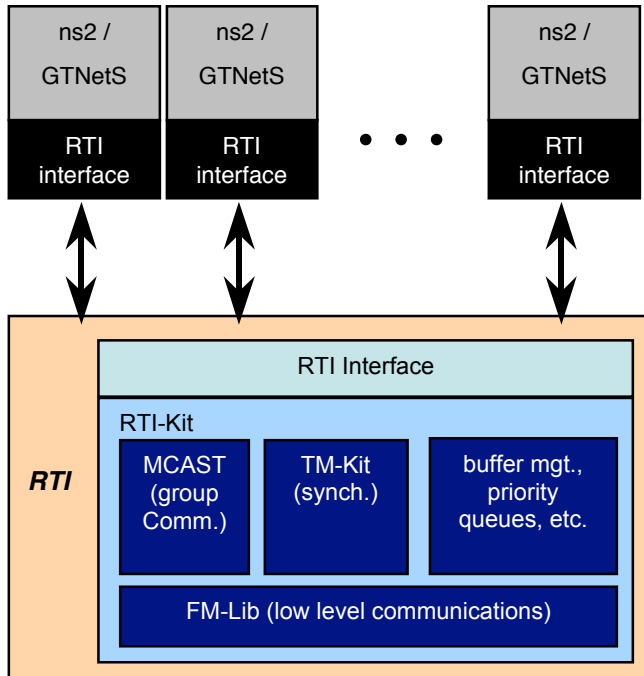 ns2 /
GTNetS
RTI
interface
ns2 /
GTNetS
RTI
interface
ns2 /
GTNetS
RTI
interface
RTI Interface
RTI-Kit
RTI
MCAST
(group
Comm.)
TM-Kit
(synch.)
buffer mgt.,
priority
queues, etc.
FM-Lib (low level communications)